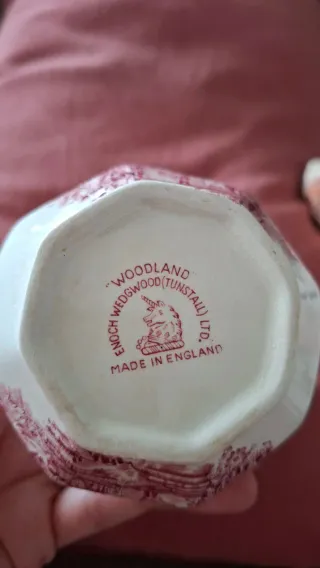 "WOODLAND"
ENOCH WEDGWOOD (TUNSTALL) LTD.
MADE IN ENGLAND